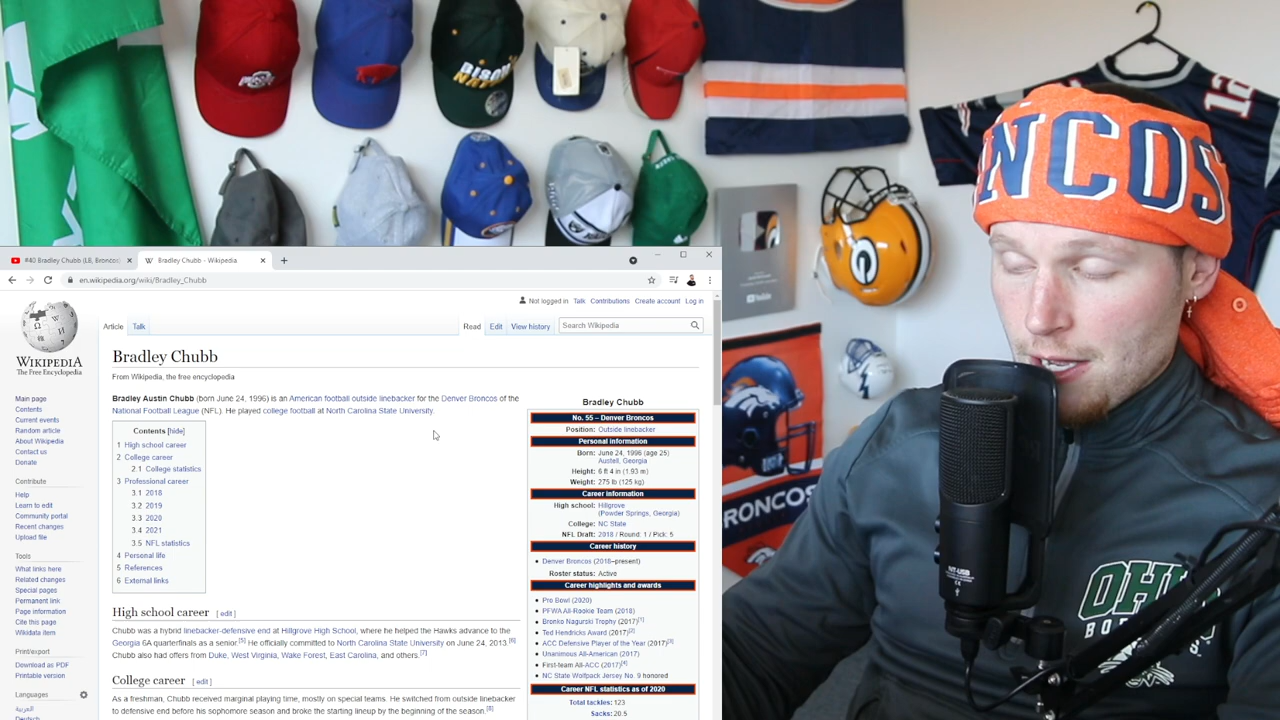 BISON
NATION
12
NCOS
G
YouTube
BRONCOS
NT-USB
OHI
BO
#40 Bradley Chubb (LB, Broncos)
Bradley Chubb - Wikipedia
en.wikipedia.org/wiki/Bradley_Chubb
Not logged in Talk Contributions Create account Log in
Article Talk Read Edit View history Search Wikipedia
WIKIPEDIA
The Free Encyclopedia
Main page
Contents
Current events
Random article
About Wikipedia
Contact us
Donate
Contribute
Help
Learn to edit
Community portal
Recent changes
Upload file
Tools
What links here
Related changes
Special pages
Permanent link
Page information
Cite this page
Wikidata item
Print/export
Download as PDF
Printable version
Languages
العربية
Deutsch
Bradley Chubb
From Wikipedia, the free encyclopedia
Bradley Austin Chubb (born June 24, 1996) is an American football outside linebacker for the Denver Broncos of the
National Football League (NFL). He played college football at North Carolina State University.
Contents [hide]
1 High school career
2 College career
2.1 College statistics
3 Professional career
3.1 2018
3.2 2019
3.3 2020
3.4 2021
3.5 NFL statistics
4 Personal life
5 References
6 External links
High school career [ edit ]
Chubb was a hybrid linebacker-defensive end at Hillgrove High School, where he helped the Hawks advance to the
Georgia 6A quarterfinals as a senior.[5] He officially committed to North Carolina State University on June 24, 2013.[6]
Chubb also had offers from Duke, West Virginia, Wake Forest, East Carolina, and others.[7]
College career [ edit ]
As a freshman, Chubb received marginal playing time, mostly on special teams. He switched from outside linebacker
to defensive end before his sophomore season and broke the starting lineup by the beginning of the season.[8]
Bradley Chubb
No. 55 – Denver Broncos
Position: Outside linebacker
Personal information
Born: June 24, 1996 (age 25)
Austell, Georgia
Height: 6 ft 4 in (1.93 m)
Weight: 275 lb (125 kg)
Career information
High school: Hillgrove
(Powder Springs, Georgia)
College: NC State
NFL Draft: 2018 / Round: 1 / Pick: 5
Career history
Denver Broncos (2018–present)
Roster status: Active
Career highlights and awards
Pro Bowl (2020)
PFWA All-Rookie Team (2018)
Bronko Nagurski Trophy (2017)[1]
Ted Hendricks Award (2017)[2]
ACC Defensive Player of the Year (2017)[3]
Unanimous All-American (2017)
First-team All-ACC (2017)[4]
NC State Wolfpack Jersey No. 9 honored
Career NFL statistics as of 2020
Total tackles: 123
Sacks: 20.5